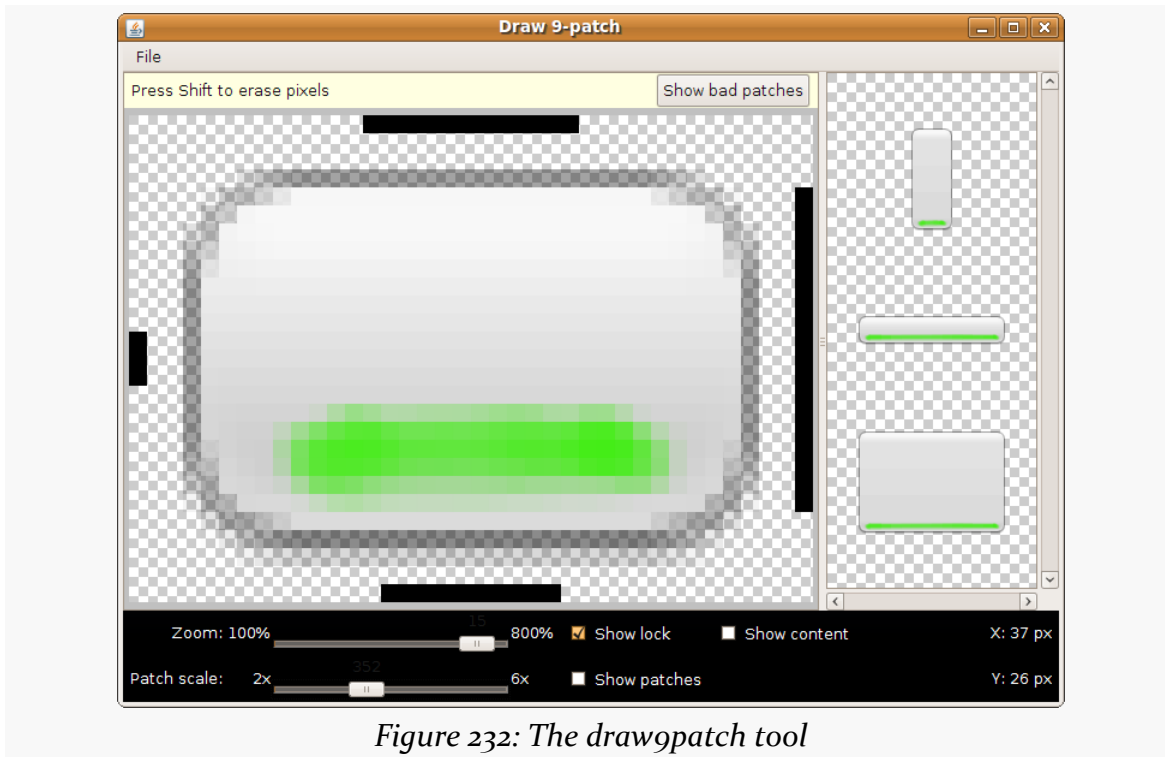 Draw 9-patch
File
Press Shift to erase pixels Show bad patches
15
Zoom: 100% 800% Show lock Show content X: 37 px
352
Patch scale: 2x 6x Show patches Y: 26 px
Figure 232: The draw9patch tool